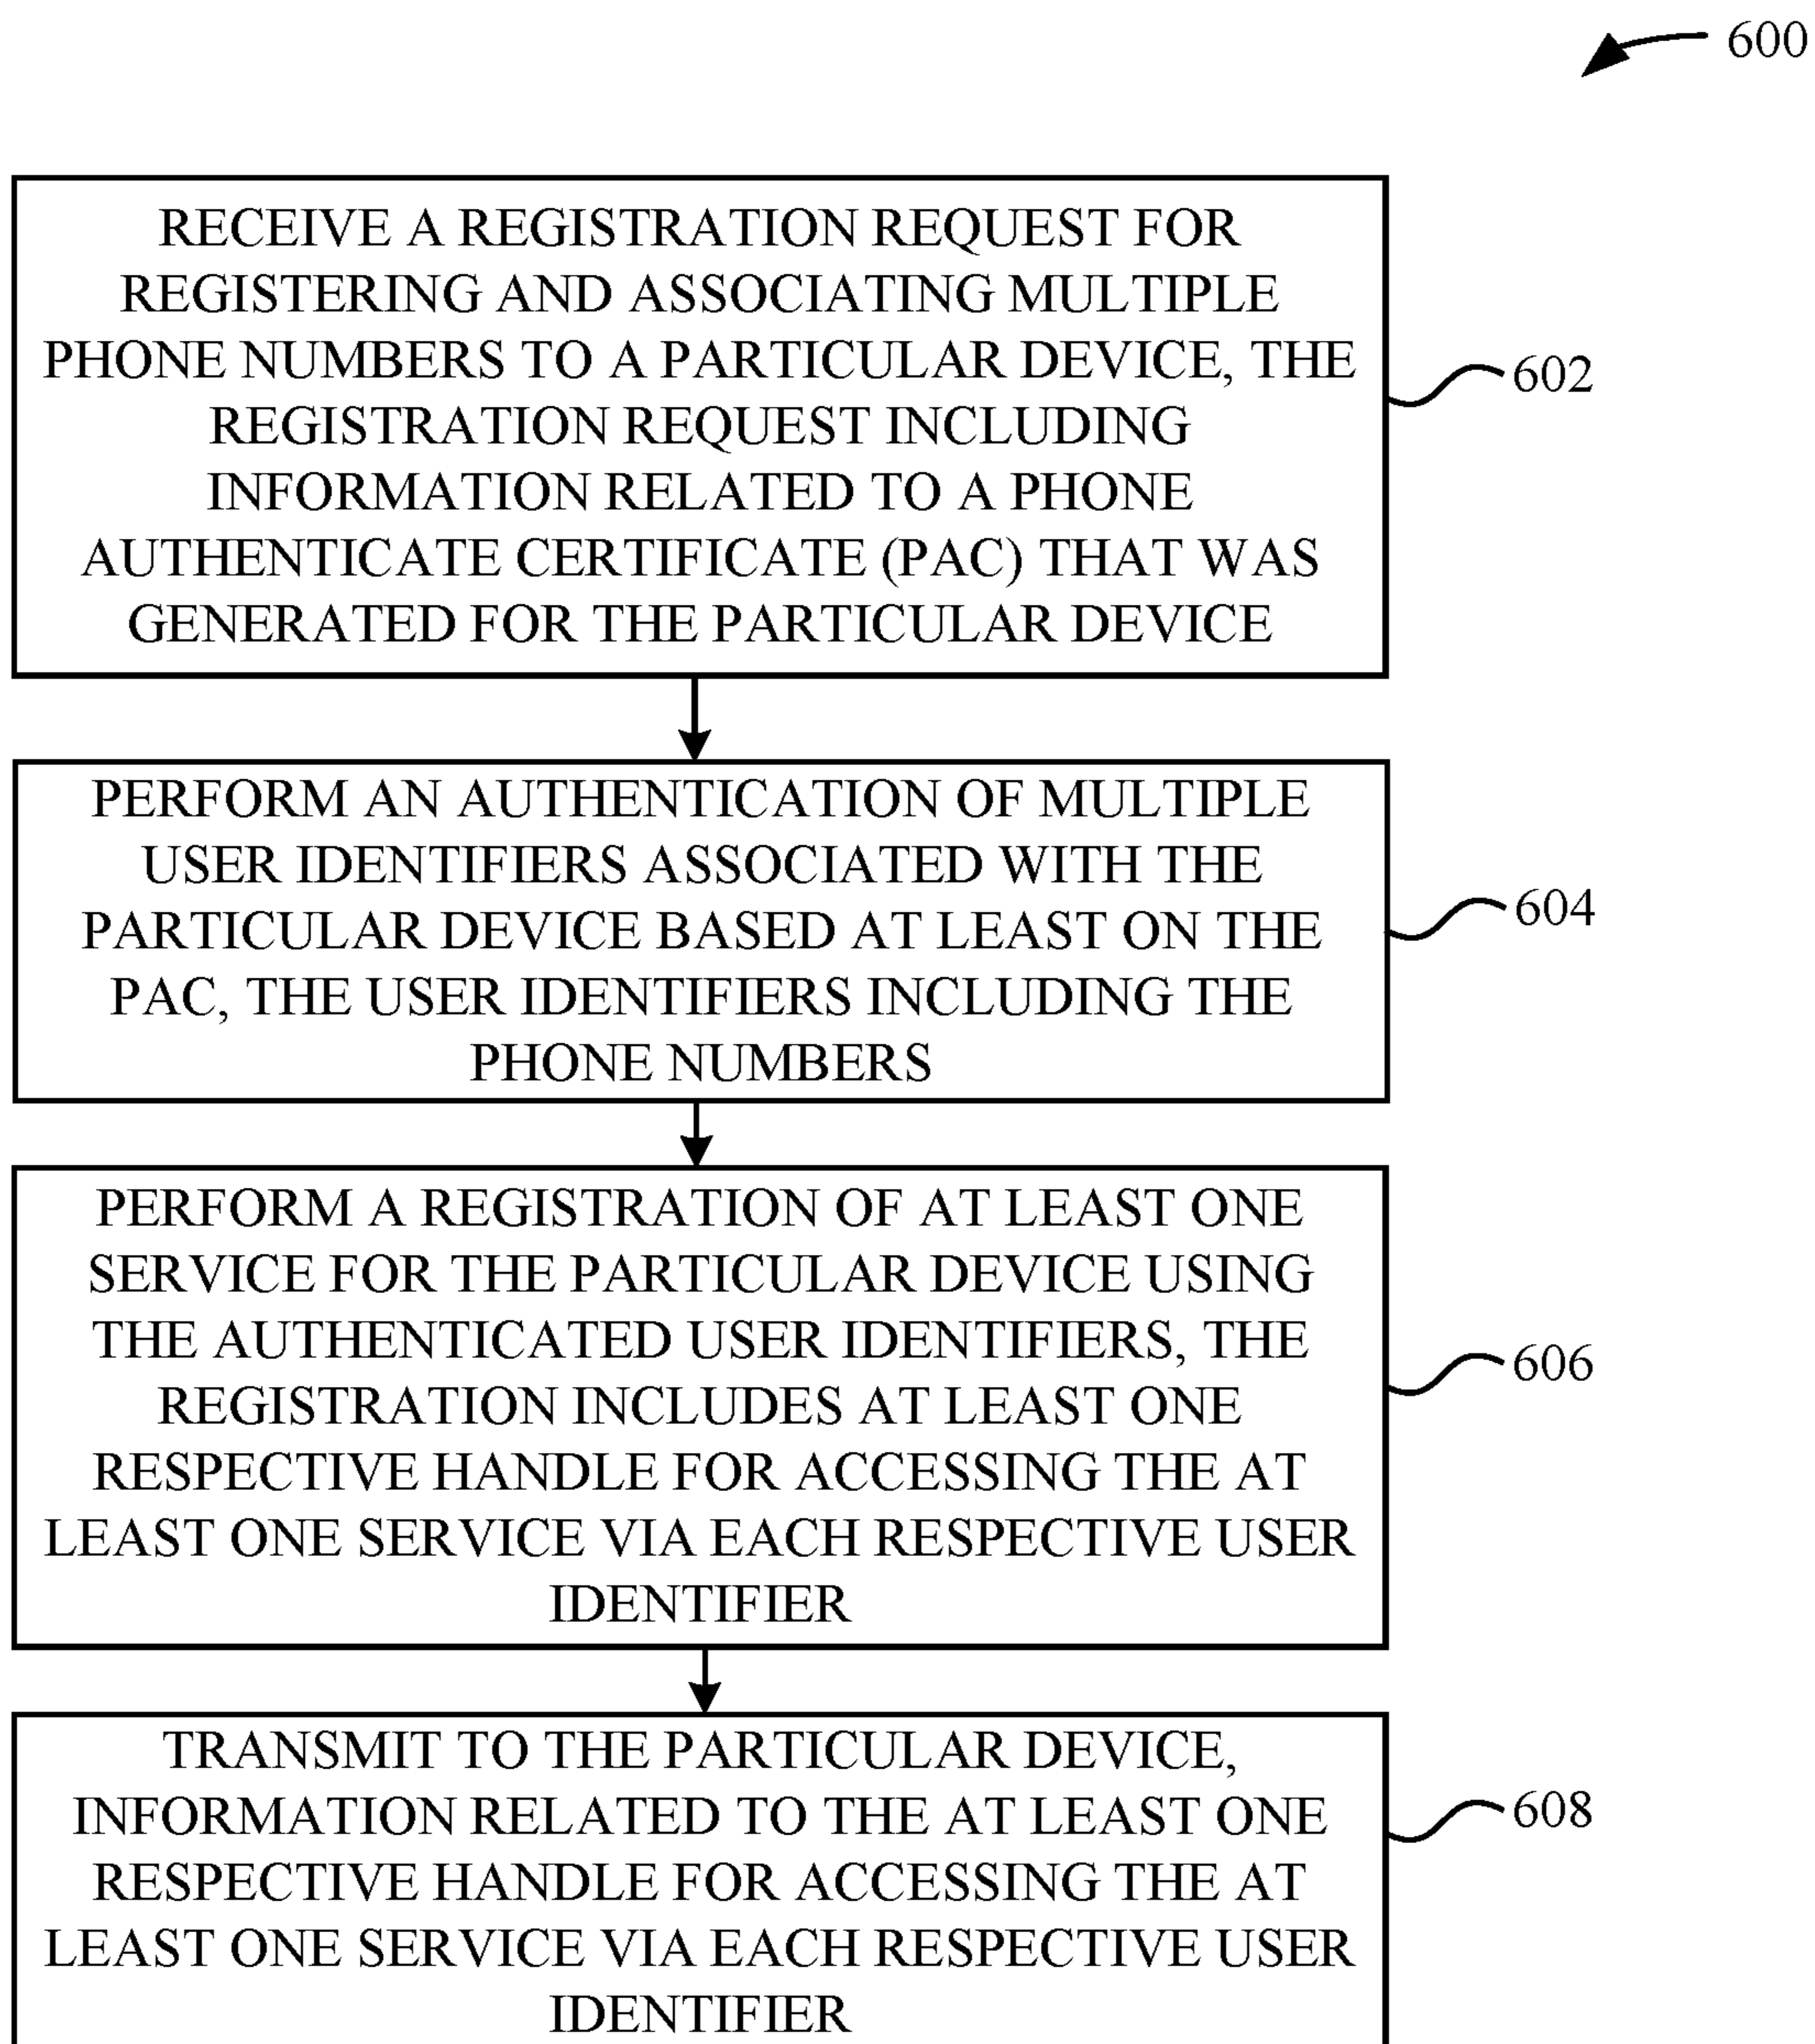 600
RECEIVE A REGISTRATION REQUEST FOR
REGISTERING AND ASSOCIATING MULTIPLE
PHONE NUMBERS TO A PARTICULAR DEVICE, THE
REGISTRATION REQUEST INCLUDING
INFORMATION RELATED TO A PHONE
AUTHENTICATE CERTIFICATE (PAC) THAT WAS
GENERATED FOR THE PARTICULAR DEVICE
602
PERFORM AN AUTHENTICATION OF MULTIPLE
USER IDENTIFIERS ASSOCIATED WITH THE
PARTICULAR DEVICE BASED AT LEAST ON THE
PAC, THE USER IDENTIFIERS INCLUDING THE
PHONE NUMBERS
604
PERFORM A REGISTRATION OF AT LEAST ONE
SERVICE FOR THE PARTICULAR DEVICE USING
THE AUTHENTICATED USER IDENTIFIERS, THE
REGISTRATION INCLUDES AT LEAST ONE
RESPECTIVE HANDLE FOR ACCESSING THE AT
LEAST ONE SERVICE VIA EACH RESPECTIVE USER
IDENTIFIER
606
TRANSMIT TO THE PARTICULAR DEVICE,
INFORMATION RELATED TO THE AT LEAST ONE
RESPECTIVE HANDLE FOR ACCESSING THE AT
LEAST ONE SERVICE VIA EACH RESPECTIVE USER
IDENTIFIER
608